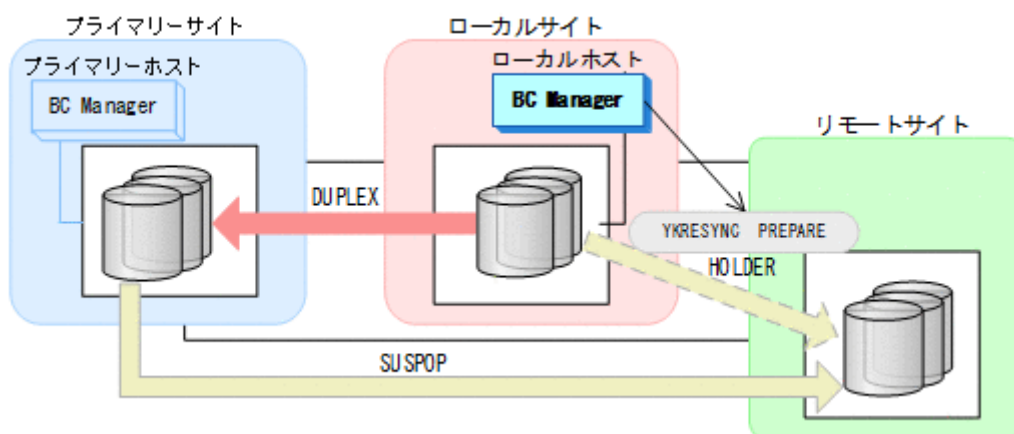 プライマリーサイト
プライマリーホスト
BC Manager
ローカルサイト
ローカルホスト
BC Manager
リモートサイト
DUPLEX
YKRESYNC PREPARE
HOLDER
SUSPOP